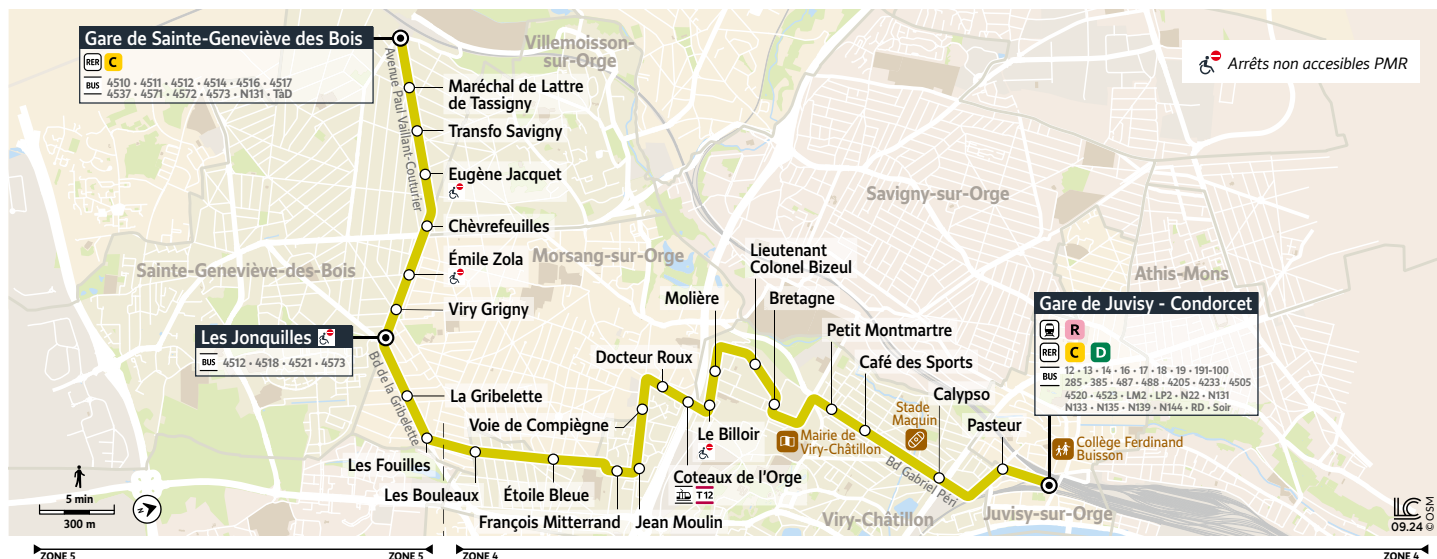 Gare de Sainte-Geneviève des Bois
RER C
BUS 4510 • 4511 • 4512 • 4514 • 4516 • 4517
4537 • 4571 • 4572 • 4573 • N131 • TàD
Avenue Paul Vaillant-Couturier
Villemoisson-
sur-Orge
Arrêts non accesibles PMR
Maréchal de Lattre
de Tassigny
Transfo Savigny
Eugène Jacquet
Savigny-sur-Orge
Chèvrefeuilles
Sainte-Geneviève-des-Bois
Émile Zola
Morsang-sur-Orge
Lieutenant
Colonel Bizeul
Athis-Mons
Viry Grigny
Molière
Bretagne
Gare de Juvisy - Condorcet
R
RER C D
BUS 12 • 13 • 14 • 16 • 17 • 18 • 19 • 191-100
285 • 385 • 487 • 488 • 4205 • 4233 • 4505
4520 • 4523 • LM2 • LP2 • N22 • N131
N133 • N135 • N139 • N144 • RD • Soir
Les Jonquilles
BUS 4512 • 4518 • 4521 • 4573
Petit Montmartre
Docteur Roux
Café des Sports
Bd de la Gribelette
La Gribelette
Calypso
Voie de Compiègne
Le Billoir
Stade
Maquin
Pasteur
Mairie de
Viry-Châtillon
Collège Ferdinand
Buisson
Les Fouilles
Coteaux de l'Orge
T12
Bd Gabriel Péri
Les Bouleaux
Étoile Bleue
François Mitterrand
Jean Moulin
Viry-Châtillon
Juvisy-sur-Orge
5 min
300 m
LC
09.24 © OSM
ZONE 5
ZONE 5
ZONE 4
ZONE 4